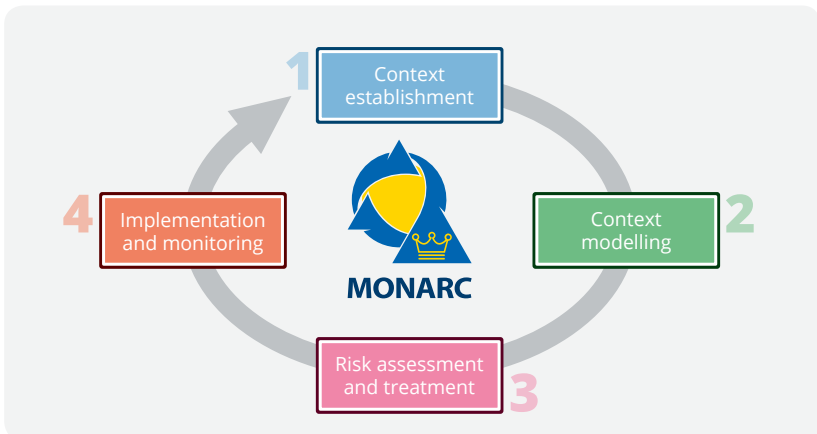 1
Context
establishment
2
Context
modelling
3
Risk assessment
and treatment
4
Implementation
and monitoring
MONARC